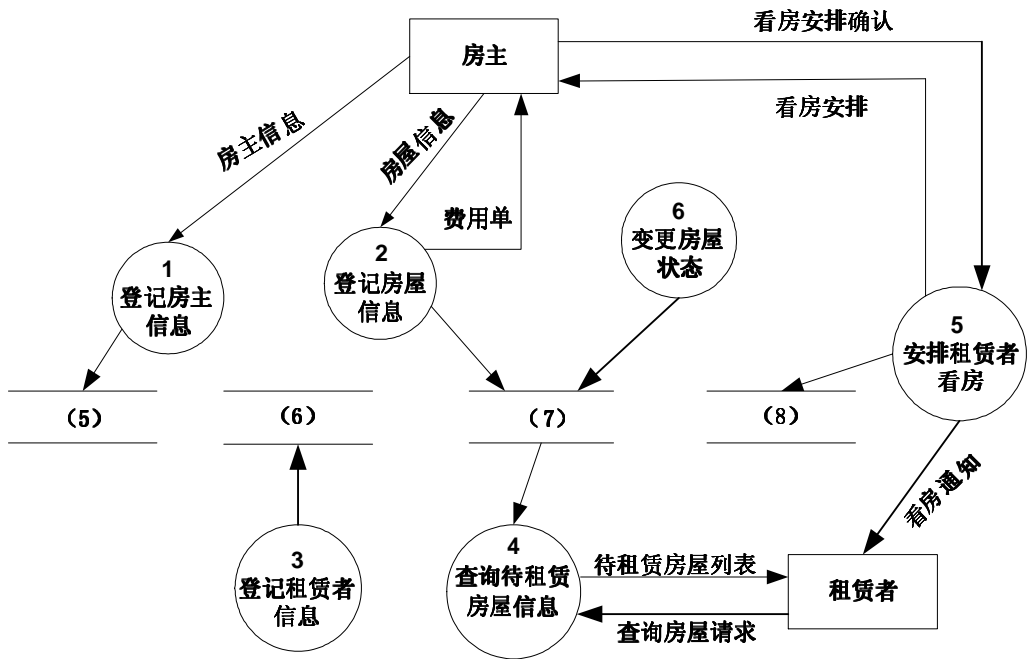 看房安排确认
房主
看房安排
房主信息
房屋信息
费用单
6
变更房屋
状态
1
登记房主
信息
2
登记房屋
信息
5
安排租赁者
看房
（5）
（6）
（7）
（8）
看房通知
3
登记租赁者
信息
4
查询待租赁
房屋信息
待租赁房屋列表
租赁者
查询房屋请求